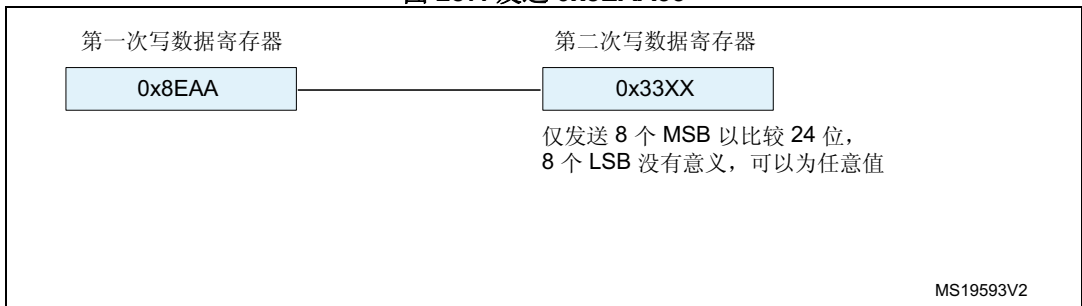 第一次写数据寄存器 第二次写数据寄存器
0x8EAA 0x33XX
仅发送 8 个 MSB 以比较 24 位，
8 个 LSB 没有意义，可以为任意值
MS19593V2